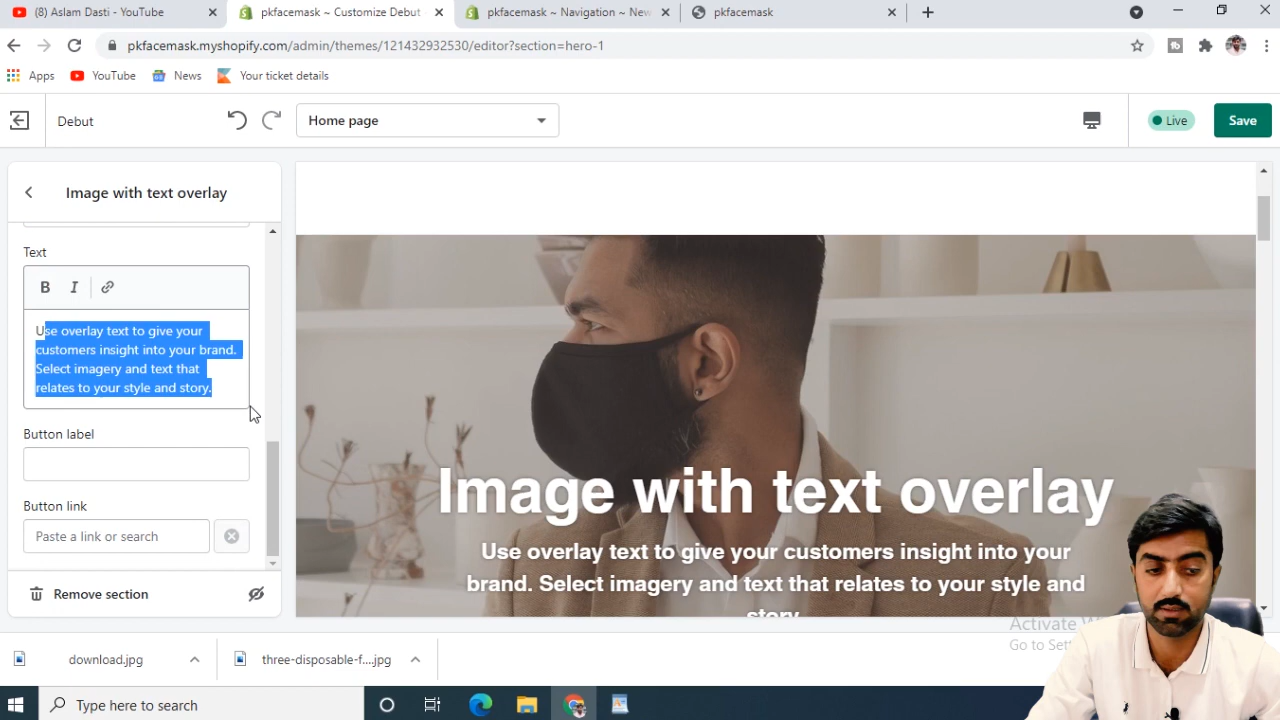 (8) Aslam Dasti - YouTube
pkfacemask ~ Customize Debut
pkfacemask ~ Navigation ~ New
pkfacemask
pkfacemask.myshopify.com/admin/themes/121432932530/editor?section=hero-1
Apps
YouTube
News
Your ticket details
Debut
Home page
Live
Save
Image with text overlay
Text
B I
Use overlay text to give your
customers insight into your brand.
Select imagery and text that
relates to your style and story.
Button label
Button link
Paste a link or search
Remove section
Image with text overlay
Use overlay text to give your customers insight into your
brand. Select imagery and text that relates to your style and
story.
Activate
Go to
download.jpg
three-disposable-f....jpg
Type here to search